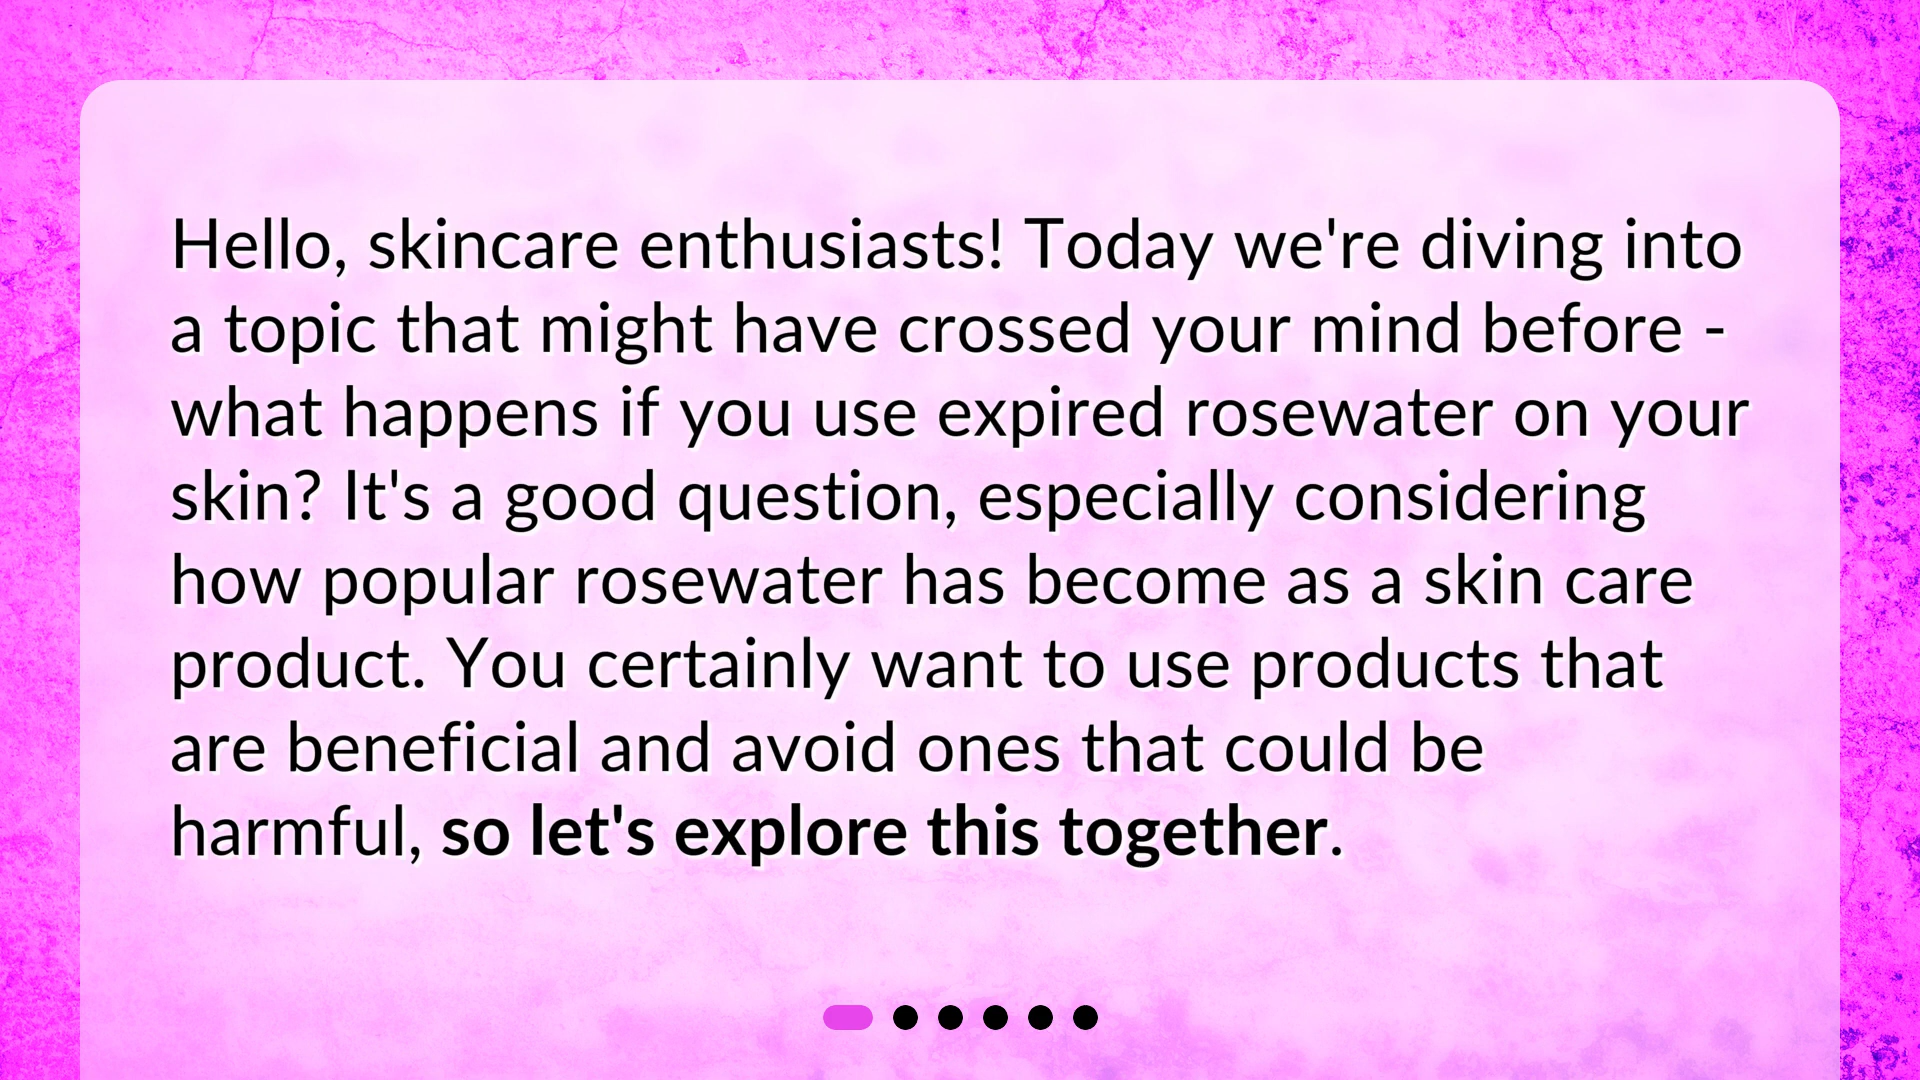 Hello, skincare enthusiasts! Today we're diving into
a topic that might have crossed your mind before -
what happens if you use expired rosewater on your
skin? It's a good question, especially considering
how popular rosewater has become as a skin care
product. You certainly want to use products that
are beneficial and avoid ones that could be
harmful, so let's explore this together.